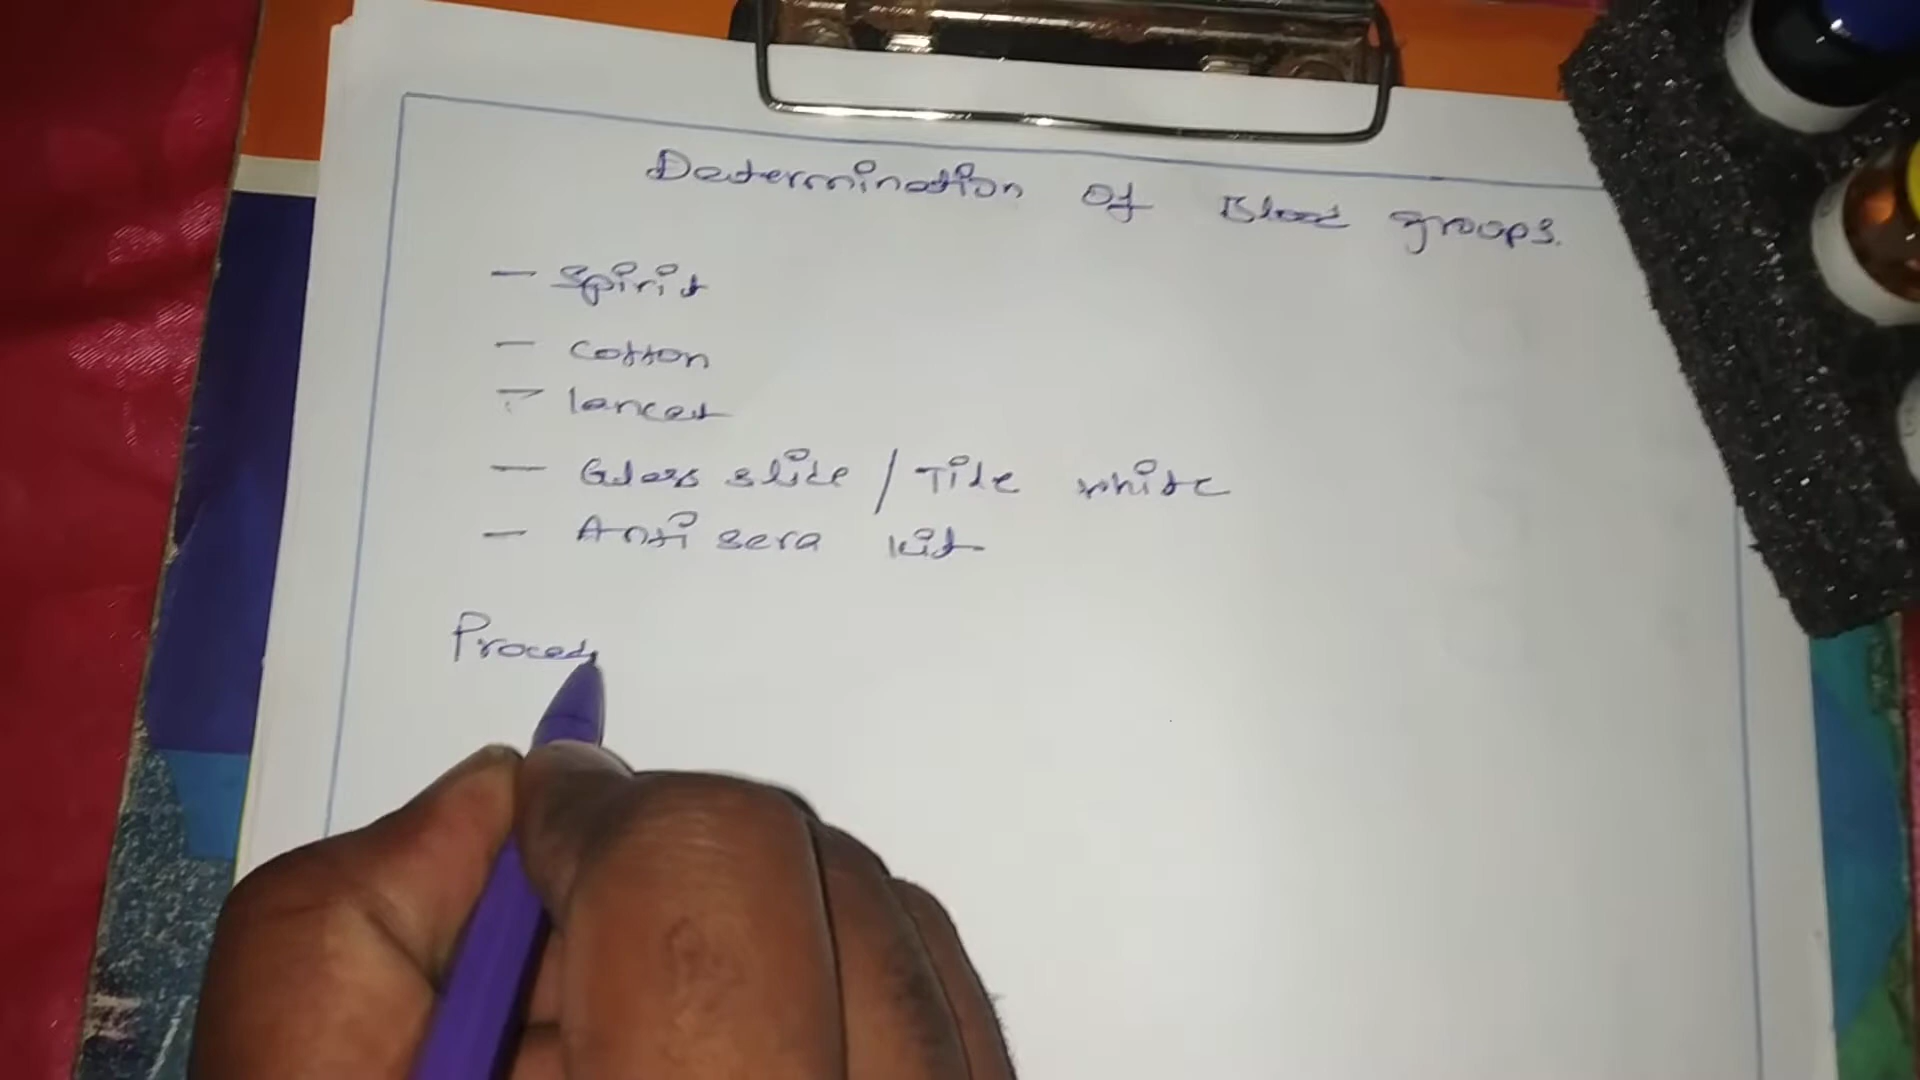 Determination of Blood groups.
- spirit
- cotton
- lancet
- Glass slide / Tile white
- Anti sera kit
Proced